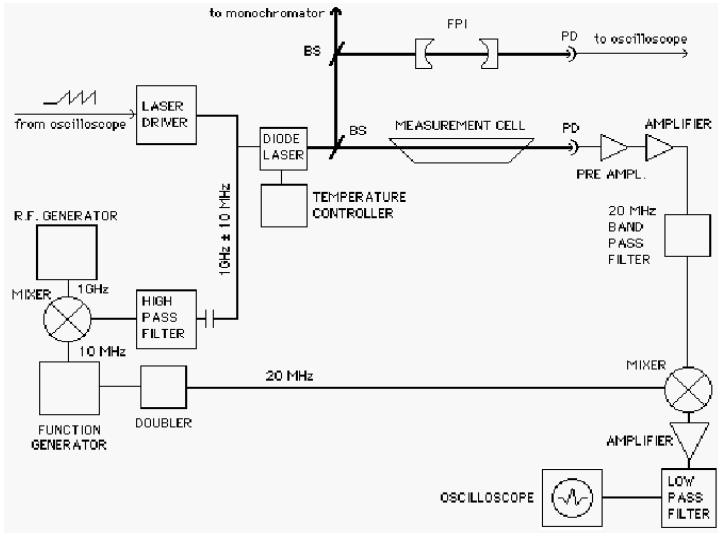 to monochromator
BS
FPI
PD
to oscilloscope
from oscilloscope
LASER
DRIVER
DIODE
LASER
BS
MEASUREMENT CELL
PD
AMPLIFIER
PRE AMPL.
TEMPERATURE
CONTROLLER
1GHz ± 10 MHz
20 MHz
BAND
PASS
FILTER
R.F. GENERATOR
1GHz
MIXER
HIGH
PASS
FILTER
10 MHz
20 MHz
MIXER
FUNCTION
GENERATOR
DOUBLER
AMPLIFIER
OSCILLOSCOPE
LOW
PASS
FILTER